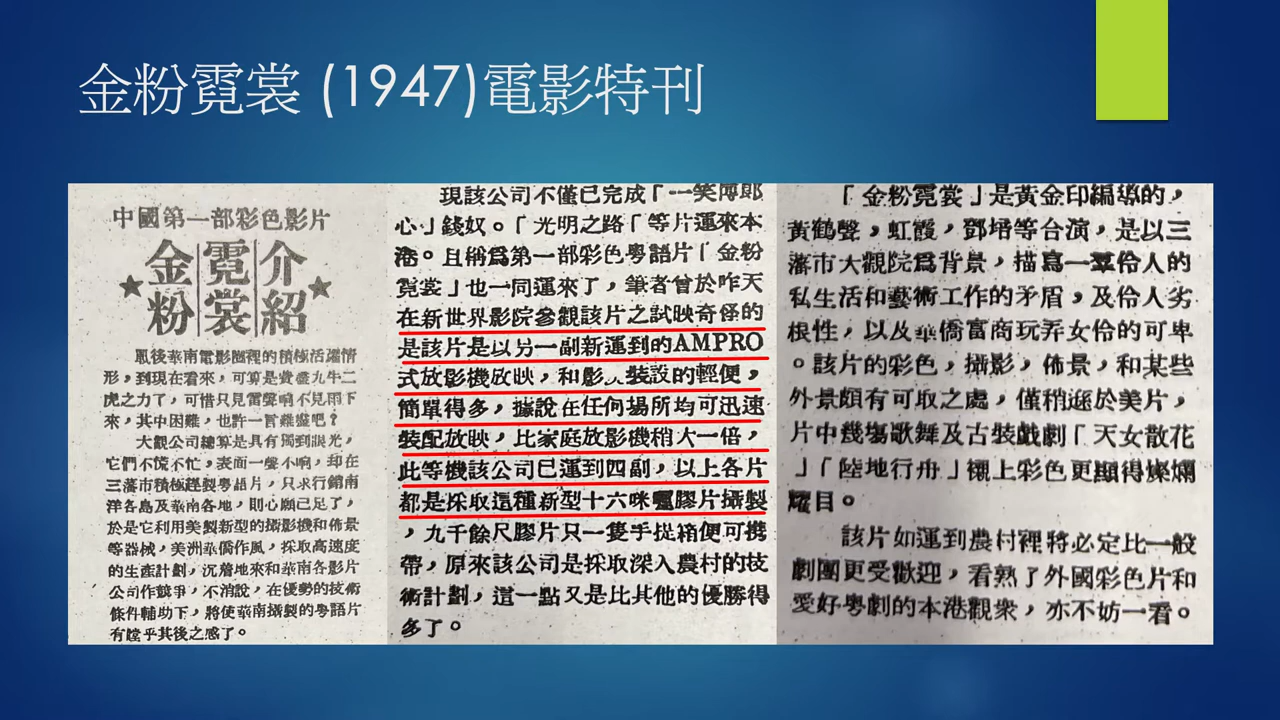 金粉霓裳 (1947)電影特刊
中國第一部彩色影片
金粉霓裳介紹
後華南電影圈裡的積極活躍情
形,到現在看來,可算是費盡九牛二
虎之力了,可惜只見雷聲响不見雨下
來,其中困難,也許一言難盡吧?
大觀公司總算是具有獨到眼光,
它們不慌不忙,表面一聲不响,却在
三藩市積極趕製粵語片,只求行銷南
洋各島及華南各地,則心願已足了,
於是它利用美製新型的攝影機和佈景
等器械,美洲華僑作風,採取高速度
的生產計劃,沉着地來和華南各影片
公司作競爭,不消說,在優勢的技術
條件輔助下,將使華南攝製的粵語片
有瞠乎其後之感了。
現該公司不僅已完成「一笑傳郎
心」錢奴。「光明之路「等片運來本
港。且稱爲第一部彩色粵語片「金粉
霓裳」也一同運來了,筆者曾於昨天
在新世界影院參觀該片之試映奇怪的
是該片是以另一副新運到的AMPRO
式放影機放映,和影 裝設的輕便,
簡單得多,據說在任何場所均可迅速
裝配放映,比家庭放影機稍大一倍,
此等機該公司已運到四副,以上各片
都是採取這種新型十六咪釐膠片攝製
,九千餘尺膠片只一隻手提箱便可携
帶,原來該公司是採取深入農村的技
術計劃,這一點又是比其他的優勝得
多了。
「金粉霓裳」是黃金印編導的,
黃鶴聲,虹霞,鄧培等合演,是以三
藩市大觀院爲背景,描寫一羣伶人的
私生活和藝術工作的矛盾,及伶人劣
根性,以及華僑富商玩弄女伶的可卑
。該片的彩色,攝影,佈景,和某些
外景頗有可取之處,僅稍遜於美片,
片中幾塲歌舞及古裝戲劇「天女散花
」「陸地行舟」襯上彩色更顯得燦爛
耀目。
該片如運到農村裡將必定比一般
劇團更受歡迎,看熟了外國彩色片和
愛好粵劇的本港觀衆,亦不妨一看。